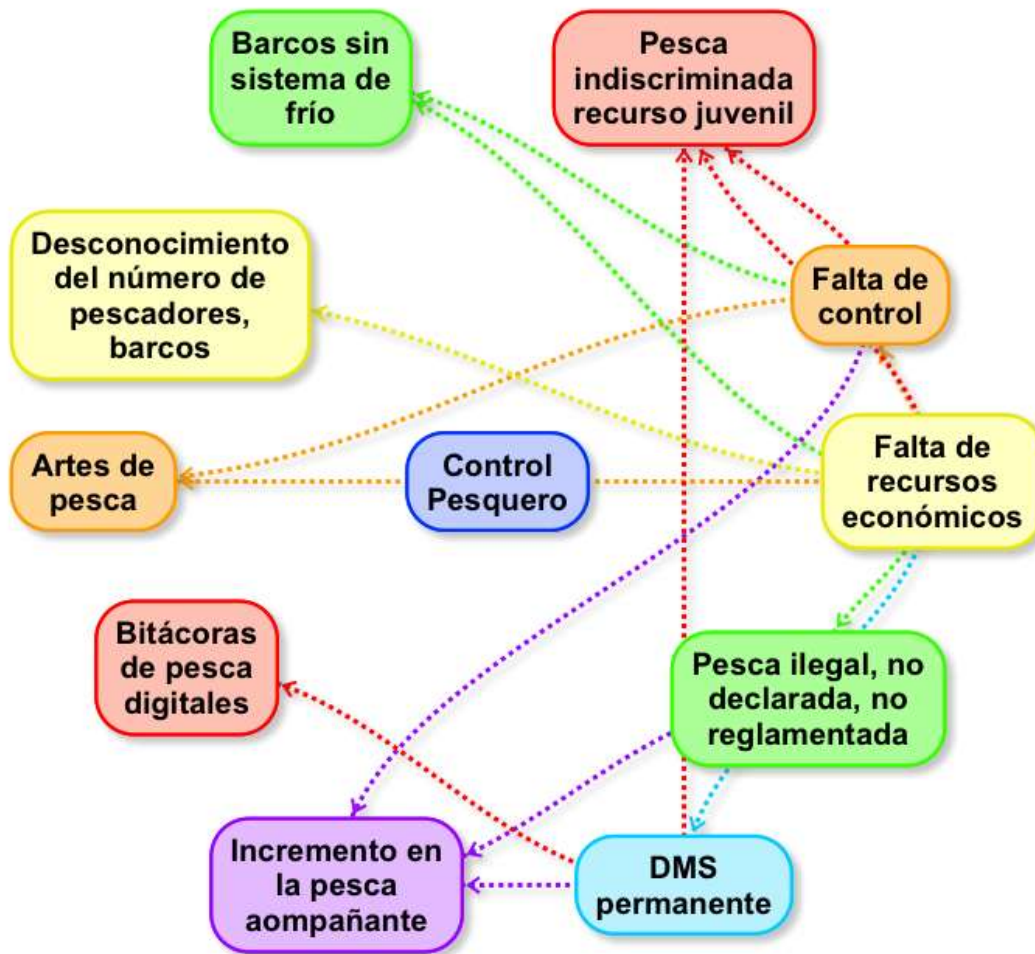 Barcos sin
sistema de
frío
Pesca
indiscriminada
recurso juvenil
Desconocimiento
del número de
pescadores,
barcos
Falta de
control
Artes de
pesca
Control
Pesquero
Falta de
recursos
económicos
Bitácoras
de pesca
digitales
Pesca ilegal, no
declarada, no
reglamentada
Incremento en
la pesca
aompañante
DMS
permanente